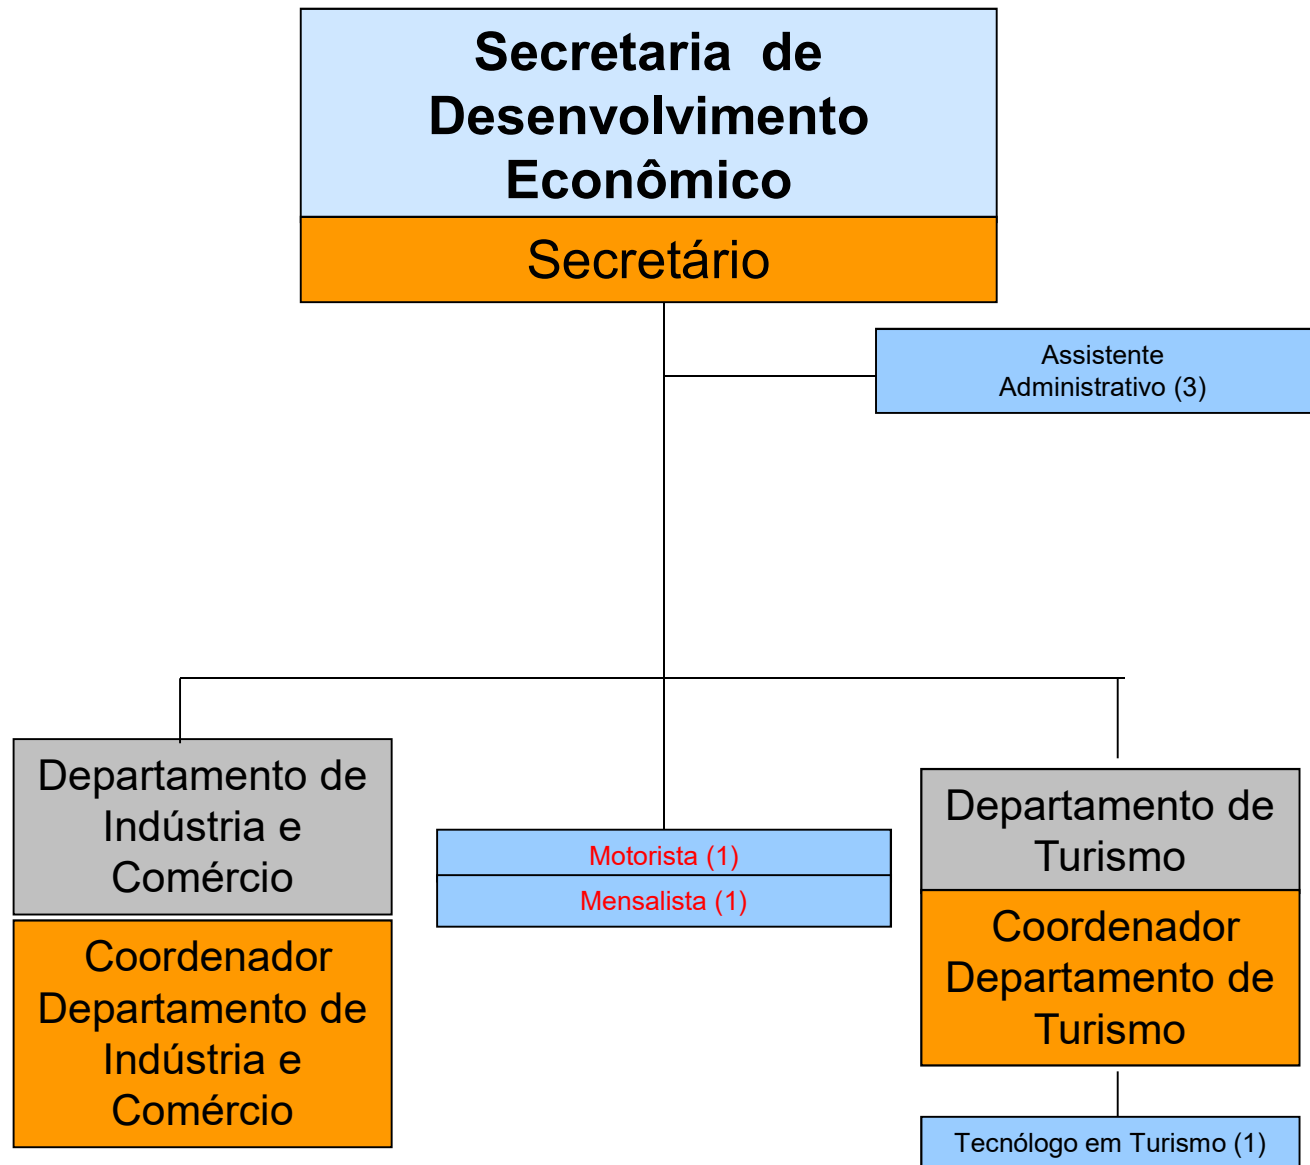 Secretaria de
Desenvolvimento
Econômico
Secretário
Assistente
Administrativo (3)
Departamento de
Indústria e
Comércio
Coordenador
Departamento de
Indústria e
Comércio
Motorista (1)
Mensalista (1)
Departamento de
Turismo
Coordenador
Departamento de
Turismo
Tecnólogo em Turismo (1)